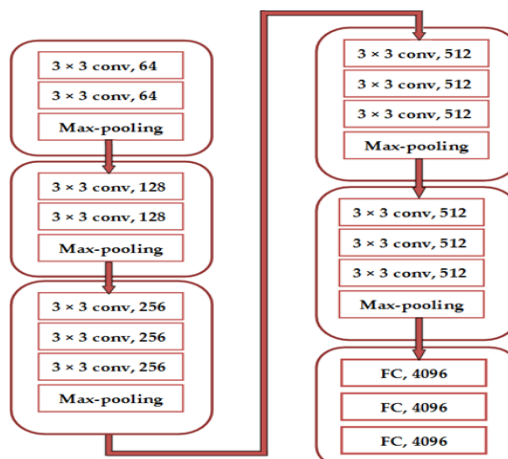 3 × 3 conv, 64
3 × 3 conv, 64
Max-pooling
3 × 3 conv, 128
3 × 3 conv, 128
Max-pooling
3 × 3 conv, 256
3 × 3 conv, 256
3 × 3 conv, 256
Max-pooling
3 × 3 conv, 512
3 × 3 conv, 512
3 × 3 conv, 512
Max-pooling
3 × 3 conv, 512
3 × 3 conv, 512
3 × 3 conv, 512
Max-pooling
FC, 4096
FC, 4096
FC, 4096